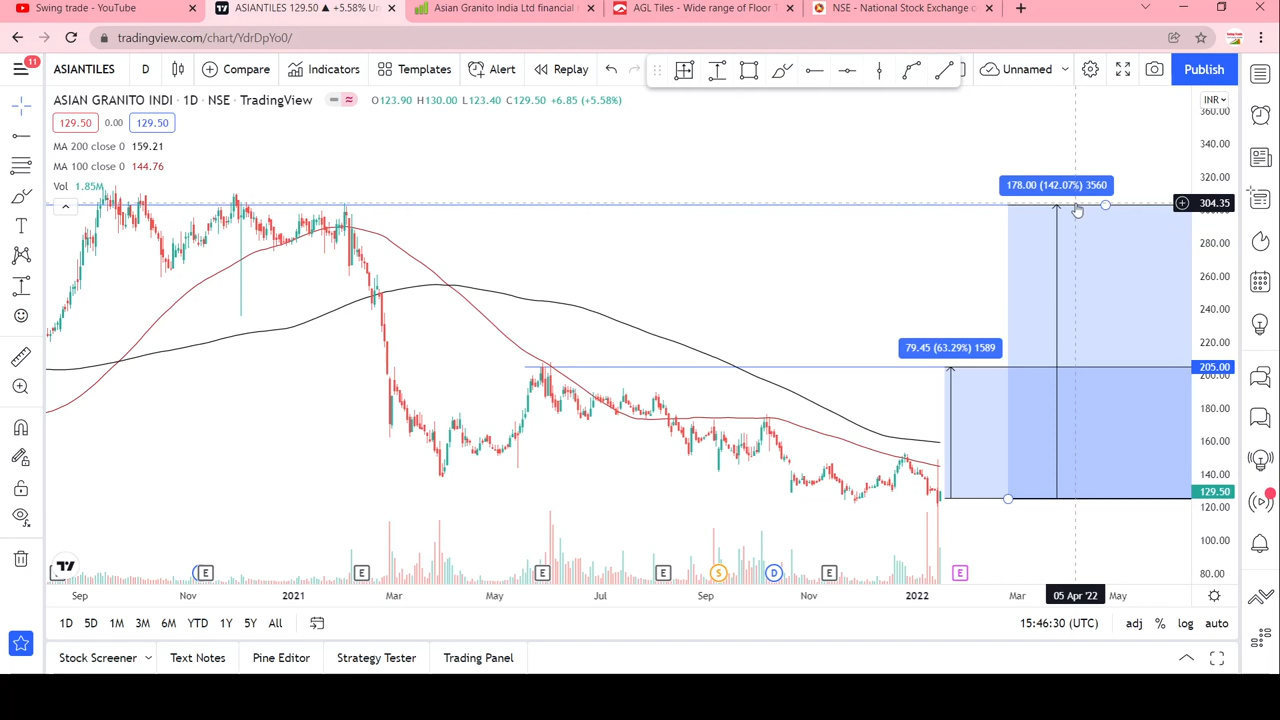 Swing trade - YouTube
ASIANTILES 129.50 ▲ +5.58% Un
Asian Granito India Ltd financial r
AGL Tiles - Wide range of Floor T
NSE - National Stock Exchange o
tradingview.com/chart/YdrDpYo0/
11
ASIANTILES
D
Compare
Indicators
Templates
Alert
Replay
Unnamed
Publish
ASIAN GRANITO INDI · 1D · NSE · TradingView
O123.90 H130.00 L123.40 C129.50 +6.85 (+5.58%)
INR
129.50 0.00 129.50
MA 200 close 0 159.21
MA 100 close 0 144.76
Vol 1.85M
178.00 (142.07%) 3560
79.45 (63.29%) 1589
360.00
340.00
320.00
304.35
280.00
260.00
240.00
220.00
205.00
200.00
180.00
160.00
140.00
129.50
120.00
100.00
80.00
E E E E S D E E
Sep Nov 2021 Mar May Jul Sep Nov 2022 Mar 05 Apr '22 May
1D 5D 1M 3M 6M YTD 1Y 5Y All
15:46:30 (UTC) adj % log auto
Stock Screener Text Notes Pine Editor Strategy Tester Trading Panel